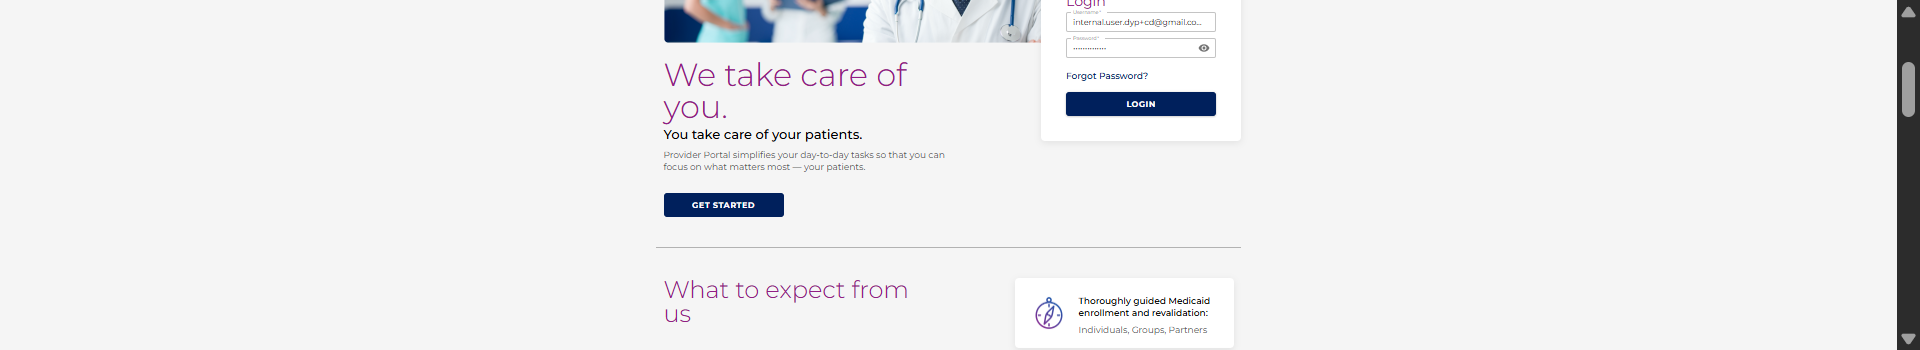 Login
Username*
internal.user.dyp+cd@gmail.co...
Password*
Forgot Password?
LOGIN
We take care of
you.
You take care of your patients.
Provider Portal simplifies your day-to-day tasks so that you can
focus on what matters most — your patients.
GET STARTED
What to expect from
us
Thoroughly guided Medicaid
enrollment and revalidation:
Individuals, Groups, Partners